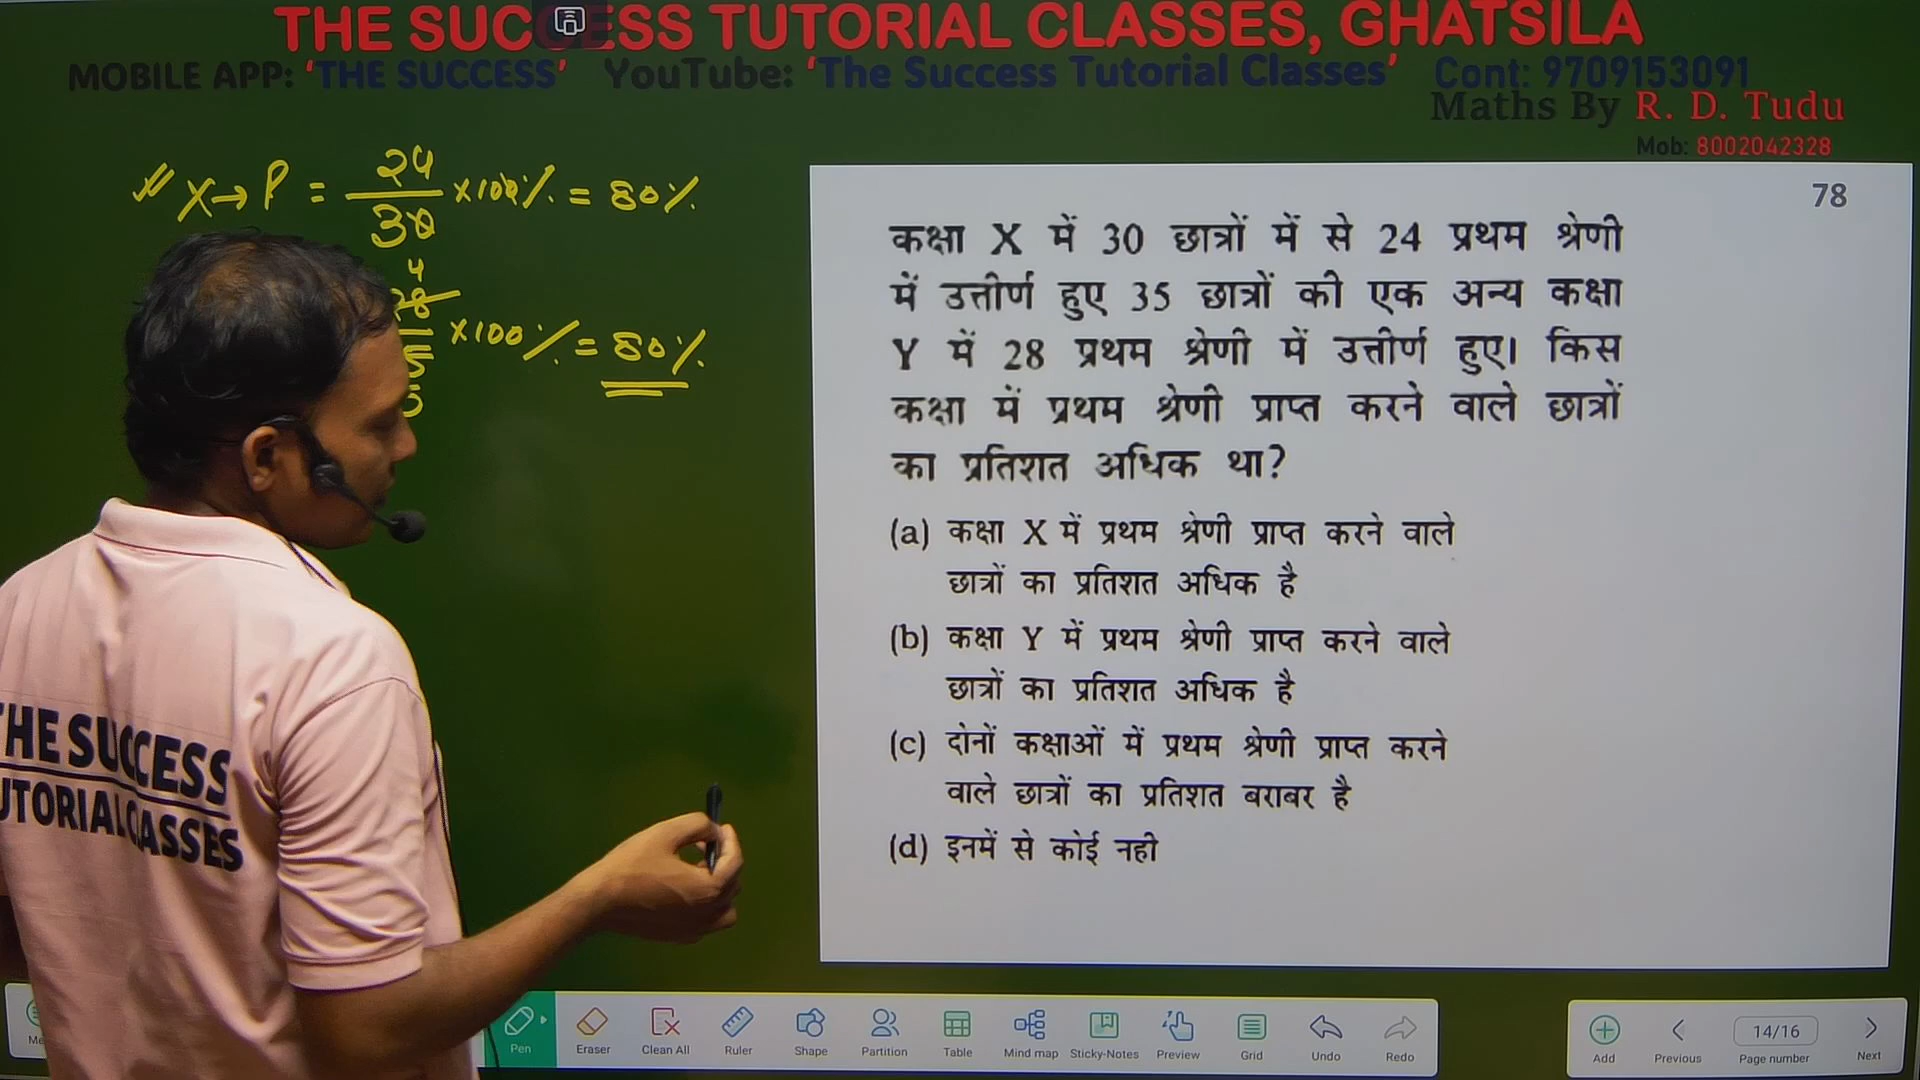 THE SUCCESS TUTORIAL CLASSES, GHATSILA
MOBILE APP: 'THE SUCCESS' YouTube: 'The Success Tutorial Classes' Cont: 9709153091
Maths By R. D. Tudu
Mob: 8002042328
X→P = 24/30 ×100% = 80%
4
28
×100% = 80%
5
78
कक्षा X में 30 छात्रों में से 24 प्रथम श्रेणी
में उत्तीर्ण हुए 35 छात्रों की एक अन्य कक्षा
Y में 28 प्रथम श्रेणी में उत्तीर्ण हुए। किस
कक्षा में प्रथम श्रेणी प्राप्त करने वाले छात्रों
का प्रतिशत अधिक था?
(a) कक्षा X में प्रथम श्रेणी प्राप्त करने वाले
छात्रों का प्रतिशत अधिक है
(b) कक्षा Y में प्रथम श्रेणी प्राप्त करने वाले
छात्रों का प्रतिशत अधिक है
(c) दोनों कक्षाओं में प्रथम श्रेणी प्राप्त करने
वाले छात्रों का प्रतिशत बराबर है
(d) इनमें से कोई नही
THE SUCCESS
TUTORIAL CLASSES
Pen Eraser Clean All Ruler Shape Partition Table Mind map Sticky-Notes Preview Grid Undo Redo
14/16
Add Previous Page number Next